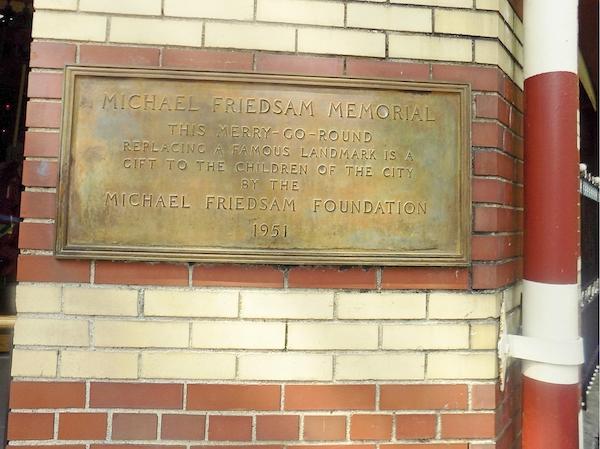 MICHAEL FRIEDSAM MEMORIAL
THIS MERRY-GO-ROUND
REPLACING A FAMOUS LANDMARK IS A
GIFT TO THE CHILDREN OF THE CITY
BY THE
MICHAEL FRIEDSAM FOUNDATION
1951